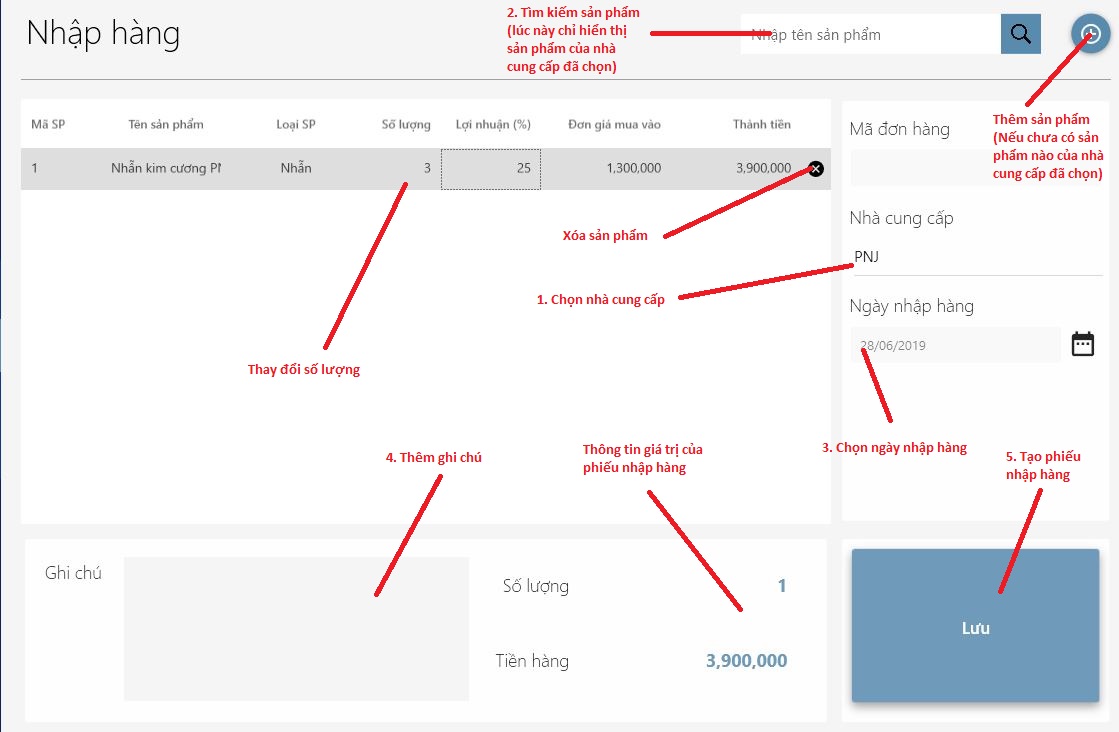 Nhập hàng
2. Tìm kiếm sản phẩm
(lúc này chỉ hiển thị
sản phẩm của nhà
cung cấp đã chọn)
Nhập tên sản phẩm
Thêm sản phẩm
(Nếu chưa có sản
phẩm nào của nhà
cung cấp đã chọn)
Mã SP Tên sản phẩm Loại SP Số lượng Lợi nhuận (%) Đơn giá mua vào Thành tiền
1 Nhẫn kim cương PN Nhẫn 3 25 1,300,000 3,900,000
Xóa sản phẩm
1. Chọn nhà cung cấp
Thay đổi số lượng
Mã đơn hàng
Nhà cung cấp
PNJ
Ngày nhập hàng
28/06/2019
3. Chọn ngày nhập hàng
4. Thêm ghi chú
Thông tin giá trị của
phiếu nhập hàng
5. Tạo phiếu
nhập hàng
Ghi chú
Số lượng 1
Tiền hàng 3,900,000
Lưu